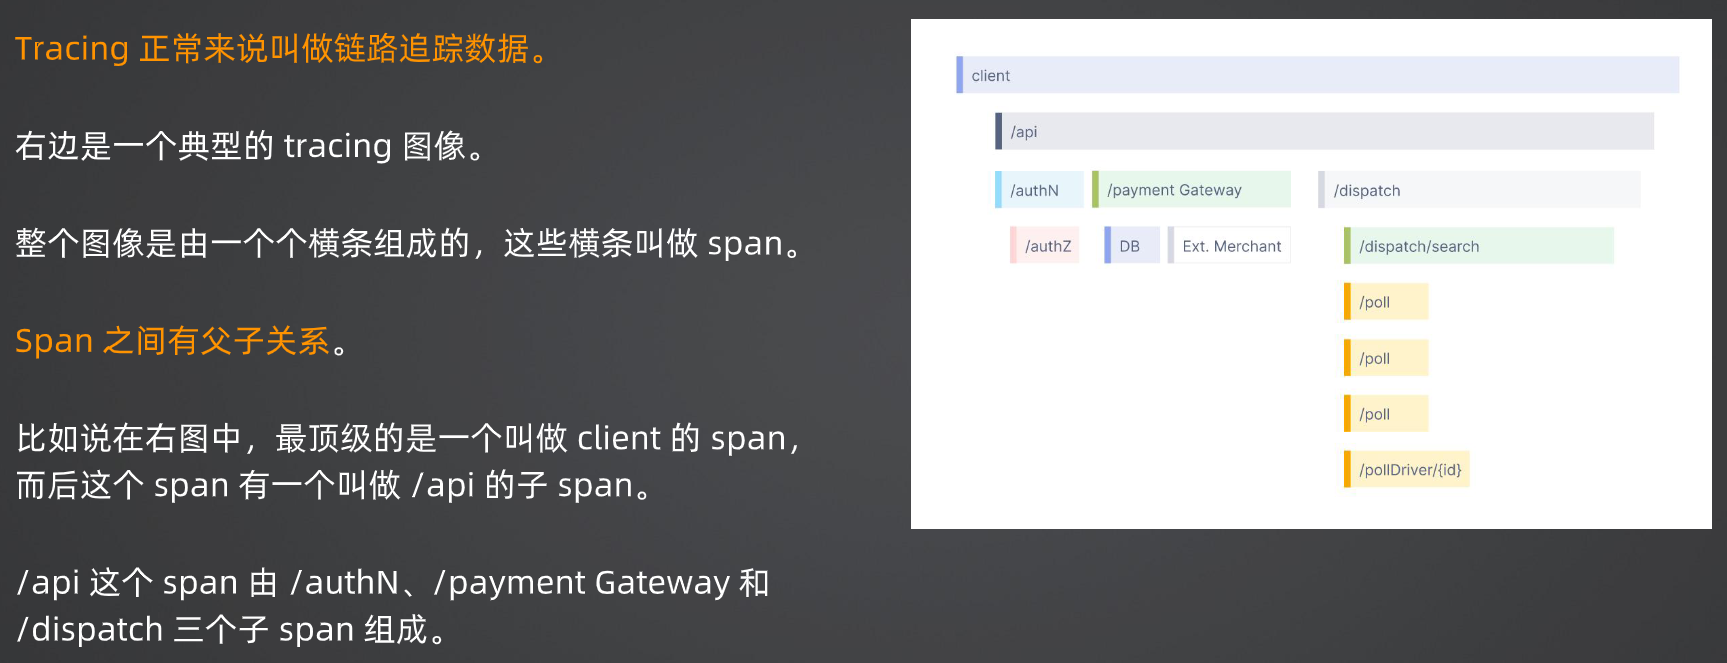 Tracing 正常来说叫做链路追踪数据。
右边是一个典型的 tracing 图像。
整个图像是由一个个横条组成的，这些横条叫做 span。
Span 之间有父子关系。
比如说在右图中，最顶级的是一个叫做 client 的 span，
而后这个 span 有一个叫做 /api 的子 span。
/api 这个 span 由 /authN、/payment Gateway 和
/dispatch 三个子 span 组成。
client
/api
/authN
/payment Gateway
/dispatch
/authZ
DB
Ext. Merchant
/dispatch/search
/poll
/poll
/poll
/pollDriver/{id}